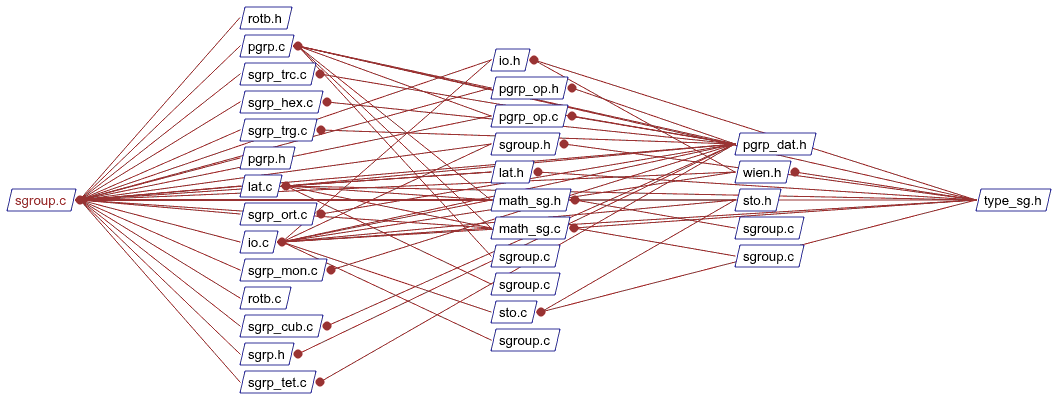 sgroup.c
rotb.h
pgrp.c
sgrp_trc.c
sgrp_hex.c
sgrp_trg.c
pgrp.h
lat.c
sgrp_ort.c
io.c
sgrp_mon.c
rotb.c
sgrp_cub.c
sgrp.h
sgrp_tet.c
io.h
pgrp_op.h
pgrp_op.c
sgroup.h
lat.h
math_sg.h
math_sg.c
sgroup.c
sgroup.c
sto.c
sgroup.c
pgrp_dat.h
wien.h
sto.h
sgroup.c
sgroup.c
type_sg.h